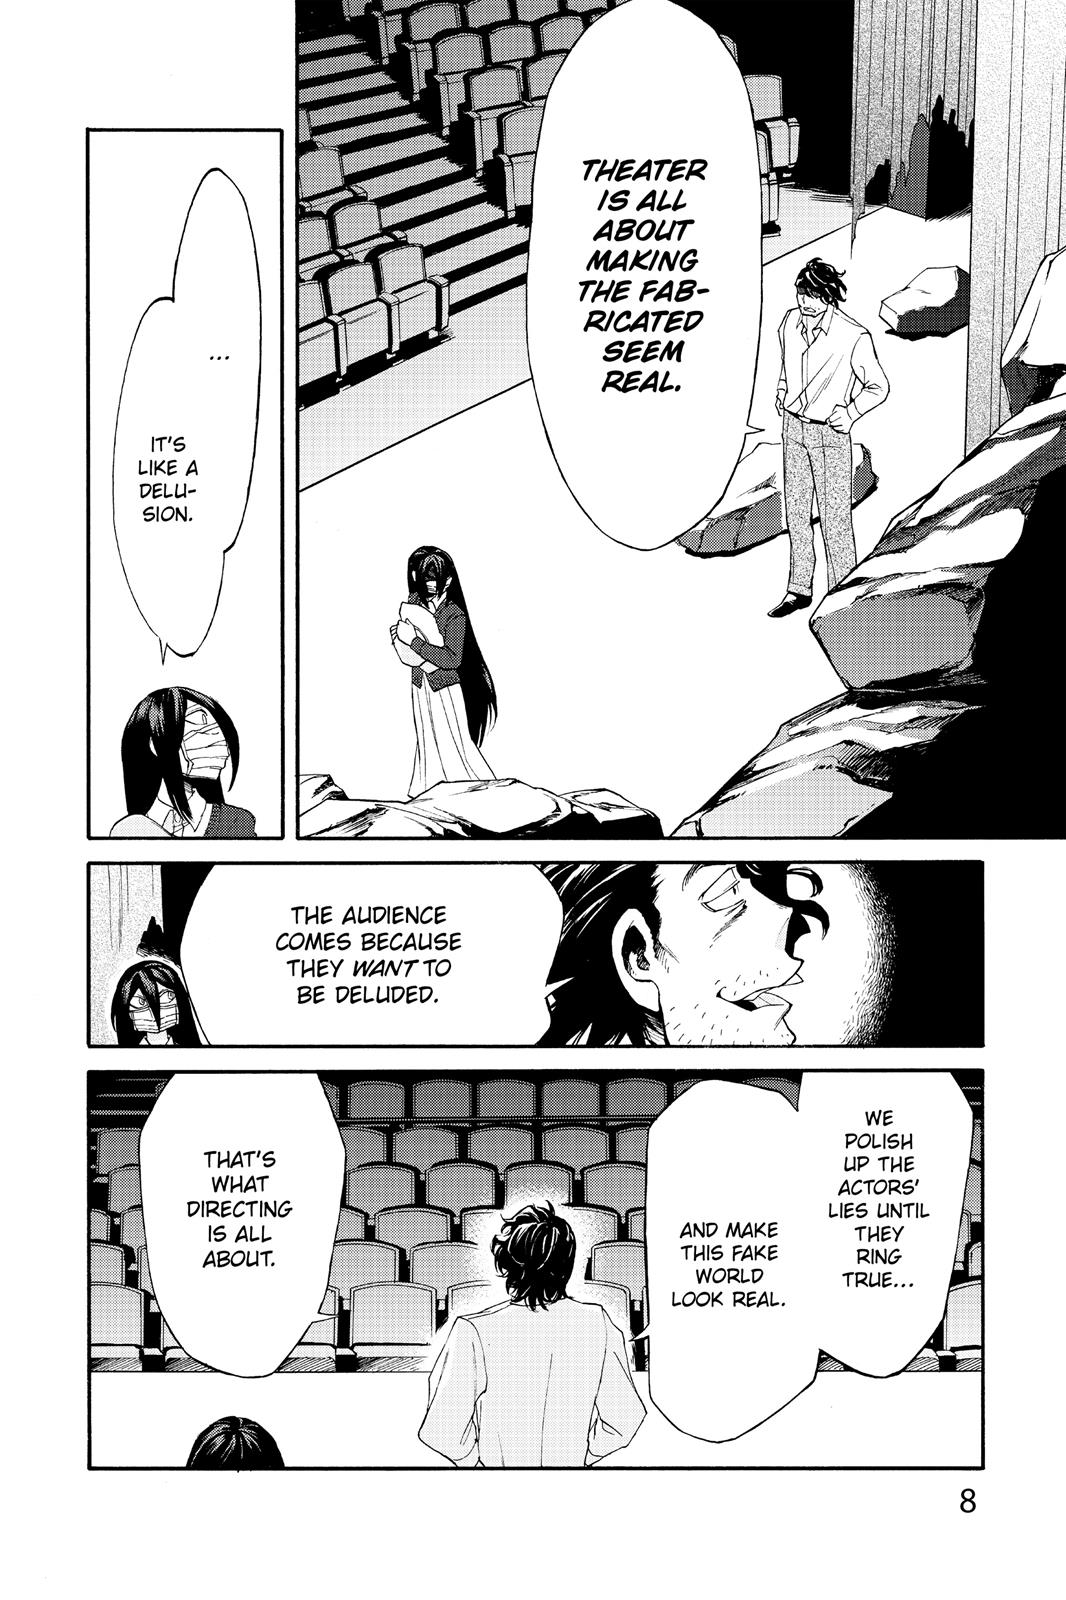 THEATER
IS ALL
ABOUT
MAKING
THE FAB-
RICATED
SEEM
REAL.
...
IT'S
LIKE A
DELU-
SION.
THE AUDIENCE
COMES BECAUSE
THEY WANT TO
BE DELUDED.
WE
POLISH
UP THE
ACTORS'
LIES UNTIL
THEY
RING
TRUE...
AND MAKE
THIS FAKE
WORLD
LOOK REAL.
THAT'S
WHAT
DIRECTING
IS ALL
ABOUT.
8